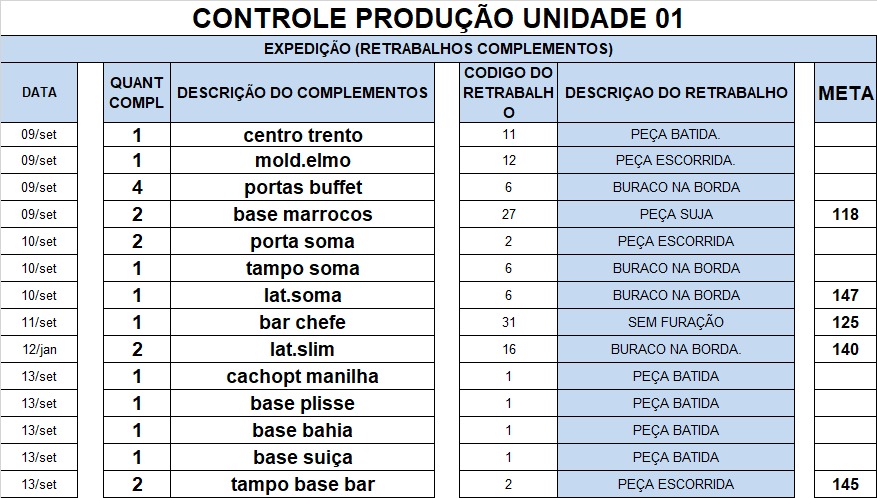 CONTROLE PRODUÇÃO UNIDADE 01
EXPEDIÇÃO (RETRABALHOS COMPLEMENTOS)
DATA QUANT COMPL DESCRIÇÃO DO COMPLEMENTOS CODIGO DO RETRABALHO DESCRIÇAO DO RETRABALHO META
09/set 1 centro trento 11 PEÇA BATIDA.
09/set 1 mold.elmo 12 PEÇA ESCORRIDA.
09/set 4 portas buffet 6 BURACO NA BORDA
09/set 2 base marrocos 27 PEÇA SUJA 118
10/set 2 porta soma 2 PEÇA ESCORRIDA
10/set 1 tampo soma 6 BURACO NA BORDA
10/set 1 lat.soma 6 BURACO NA BORDA 147
11/set 1 bar chefe 31 SEM FURAÇÃO 125
12/jan 2 lat.slim 16 BURACO NA BORDA. 140
13/set 1 cachopt manilha 1 PEÇA BATIDA
13/set 1 base plisse 1 PEÇA BATIDA
13/set 1 base bahia 1 PEÇA BATIDA
13/set 1 base suiça 1 PEÇA BATIDA
13/set 2 tampo base bar 2 PEÇA ESCORRIDA 145